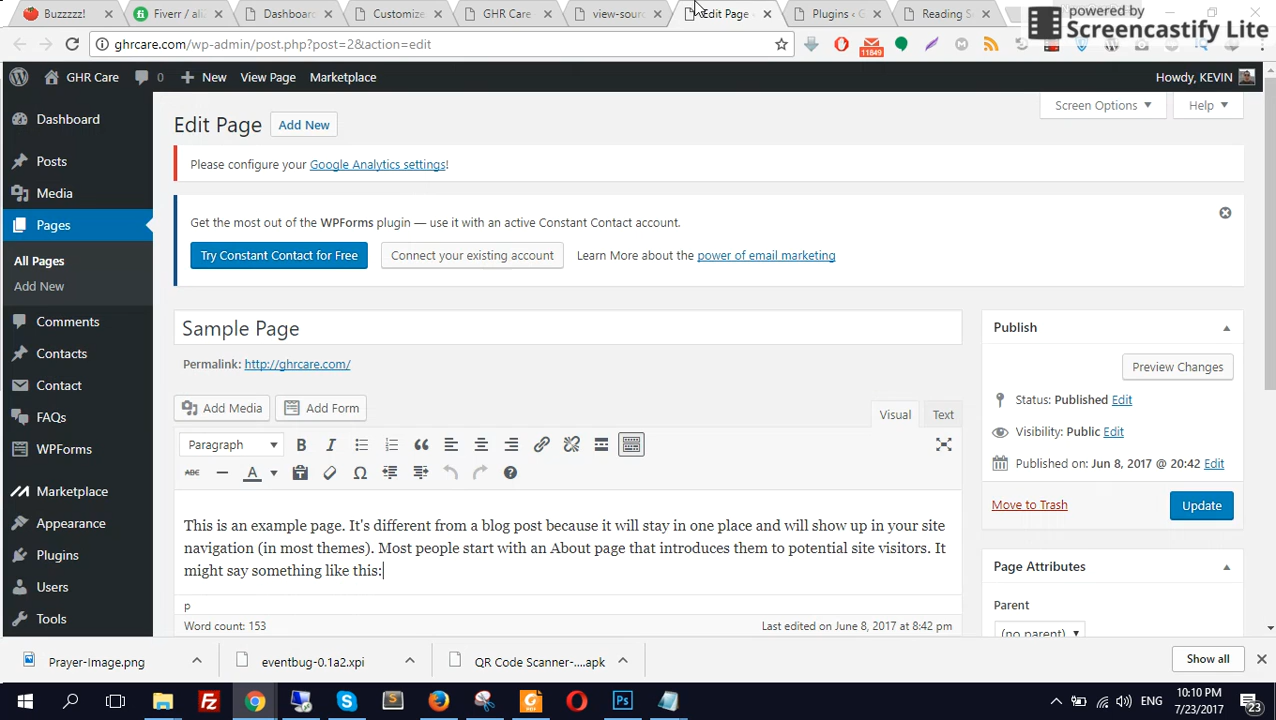 powered by
Screencastify Lite
Buzzzz!
Fiverr / ali
Dashboard
Customize
GHR Care
view-sour
Edit Page
Plugins ‹ G
Reading S
ghrcare.com/wp-admin/post.php?post=2&action=edit
11849
GHR Care
0
New
View Page
Marketplace
Howdy, KEVIN
Screen Options
Help
Dashboard
Posts
Media
Pages
All Pages
Add New
Comments
Contacts
Contact
FAQs
WPForms
Marketplace
Appearance
Plugins
Users
Tools
Edit Page
Add New
Please configure your Google Analytics settings!
Get the most out of the WPForms plugin — use it with an active Constant Contact account.
Try Constant Contact for Free
Connect your existing account
Learn More about the power of email marketing
Sample Page
Permalink: http://ghrcare.com/
Add Media
Add Form
Visual
Text
Paragraph
B
I
ABC
A
Ω
This is an example page. It's different from a blog post because it will stay in one place and will show up in your site
navigation (in most themes). Most people start with an About page that introduces them to potential site visitors. It
might say something like this:
p
Word count: 153
Last edited on June 8, 2017 at 8:42 pm
Publish
Preview Changes
Status: Published Edit
Visibility: Public Edit
Published on: Jun 8, 2017 @ 20:42 Edit
Move to Trash
Update
Page Attributes
Parent
(no parent)
Prayer-Image.png
eventbug-0.1a2.xpi
QR Code Scanner-....apk
Show all
ENG
10:10 PM
7/23/2017
23